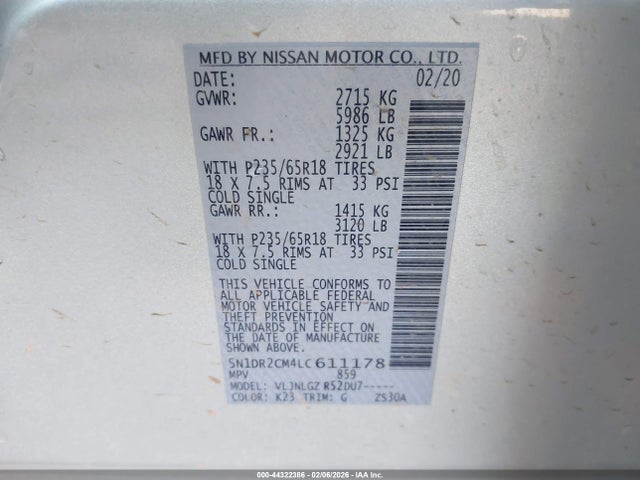 MFD BY NISSAN MOTOR CO., LTD.
DATE: 02/20
GVWR: 2715 KG
5986 LB
GAWR FR.: 1325 KG
2921 LB
WITH P235/65R18 TIRES
18 X 7.5 RIMS AT 33 PSI
COLD SINGLE
GAWR RR.: 1415 KG
3120 LB
WITH P235/65R18 TIRES
18 X 7.5 RIMS AT 33 PSI
COLD SINGLE
THIS VEHICLE CONFORMS TO
ALL APPLICABLE FEDERAL
MOTOR VEHICLE SAFETY AND
THEFT PREVENTION
STANDARDS IN EFFECT ON
THE DATE OF MANUFACTURE
SHOWN ABOVE.
5N1DR2CM4LC611178
MPV 859
MODEL: VLJNLGZ R52DU7-----
COLOR: K23 TRIM: G ZS30A
000-44322386 - 02/06/2026 - IAA Inc.